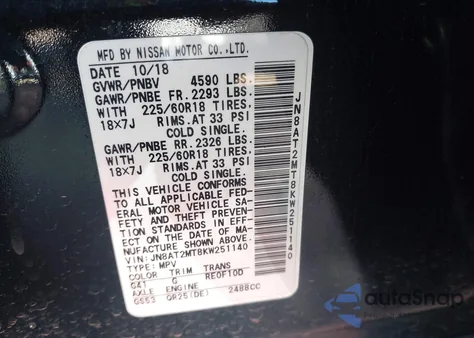 MFD BY NISSAN MOTOR CO.,LTD.
DATE 10/18
GVWR/PNBV 4590 LBS.
GAWR/PNBE FR. 2293 LBS.
WITH 225/60R18 TIRES,
18X7J RIMS.AT 33 PSI
COLD SINGLE.
GAWR/PNBE RR. 2326 LBS.
WITH 225/60R18 TIRES,
18X7J RIMS.AT 33 PSI
COLD SINGLE.
THIS VEHICLE CONFORMS
TO ALL APPLICABLE FED-
ERAL MOTOR VEHICLE SA-
FETY AND THEFT PREVEN-
TION STANDARDS IN EFF-
ECT ON THE DATE OF MA-
NUFACTURE SHOWN ABOVE.
VIN:JN8AT2MT8KW251140
TYPE:MPV
COLOR TRIM TRANS
G41 G RE0F10D
AXLE ENGINE
GS53 QR25(DE) 2488CC
JN8AT2MT8KW251140
autoSnap